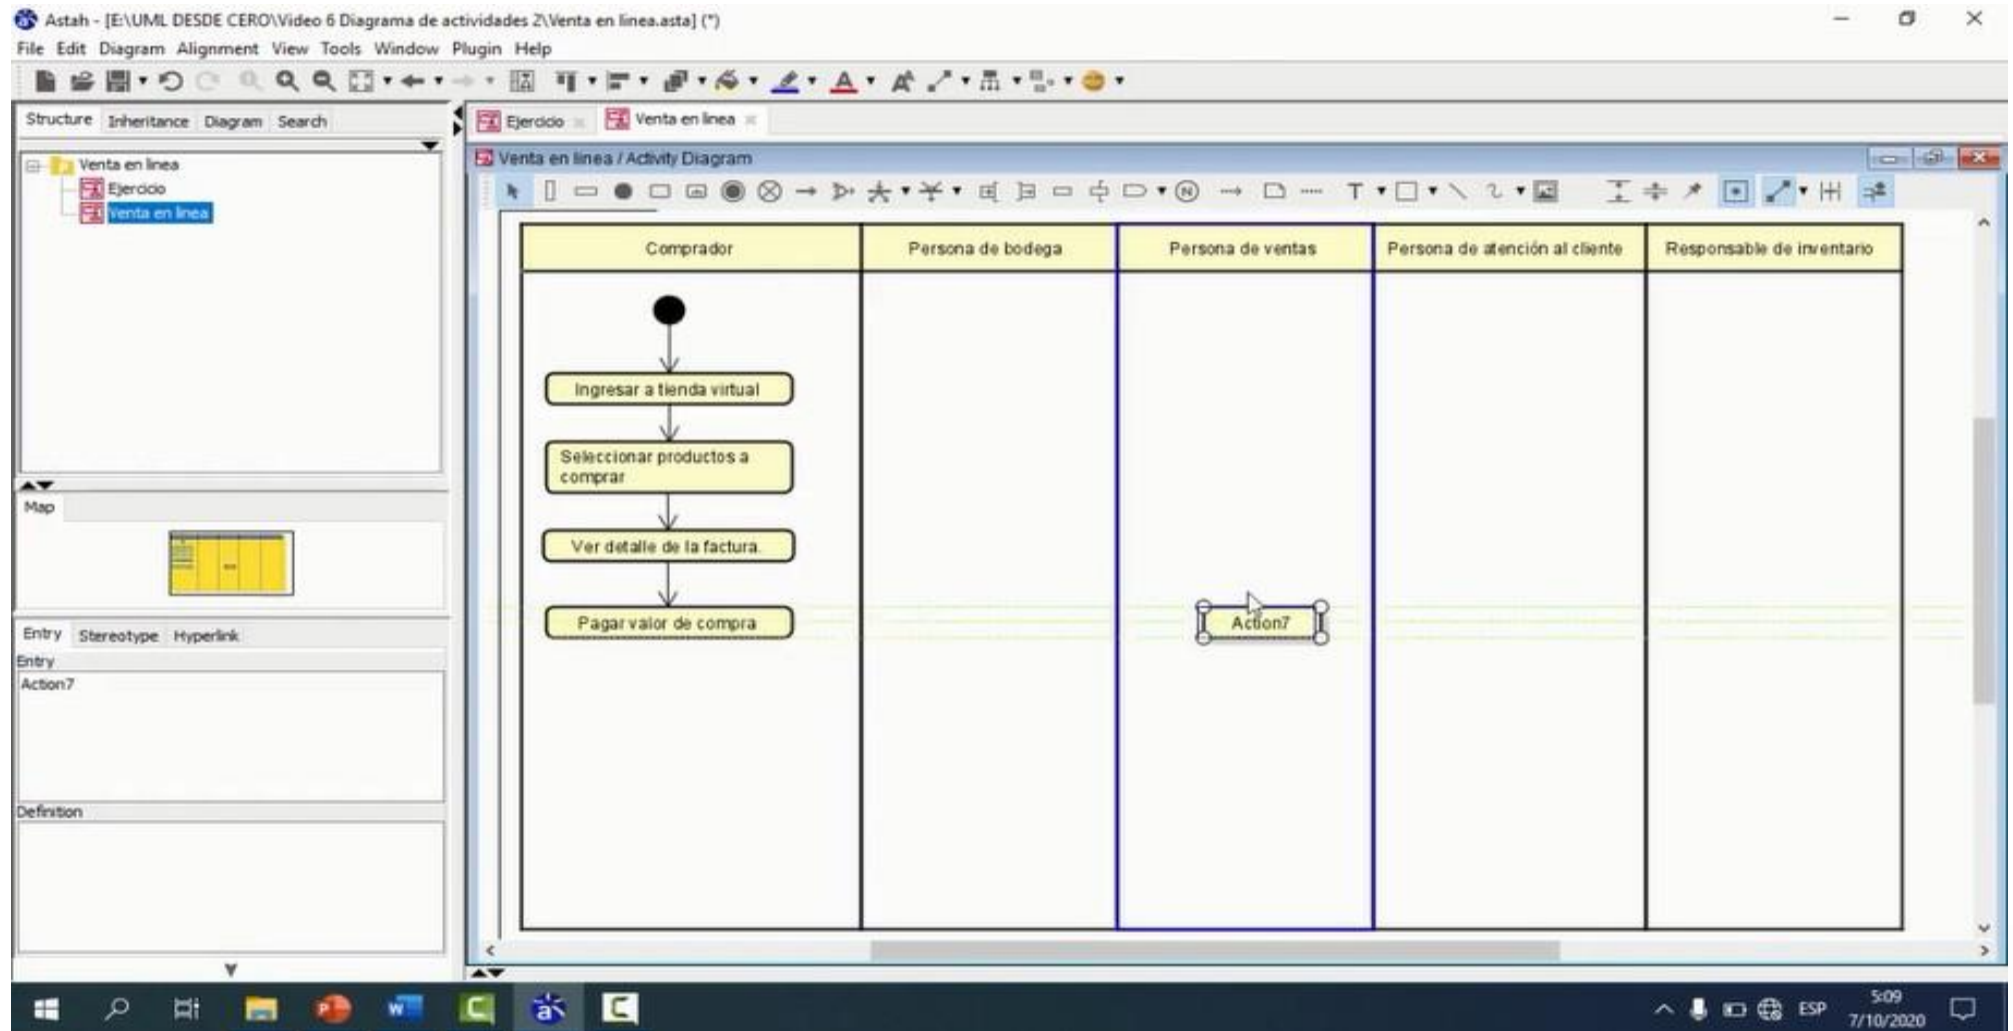 Astah - [E:\UML DESDE CERO\Video 6 Diagrama de actividades 2\Venta en linea.asta] (*)
File Edit Diagram Alignment View Tools Window Plugin Help
Structure Inheritance Diagram Search
Venta en linea
Ejercicio
Venta en linea
Map
Entry Stereotype Hyperlink
Entry
Action7
Definition
Ejercicio
Venta en linea
Venta en linea / Activity Diagram
Comprador
Persona de bodega
Persona de ventas
Persona de atención al cliente
Responsable de inventario
Ingresar a tienda virtual
Seleccionar productos a
comprar
Ver detalle de la factura.
Pagar valor de compra
Action7
ESP
5:09
7/10/2020